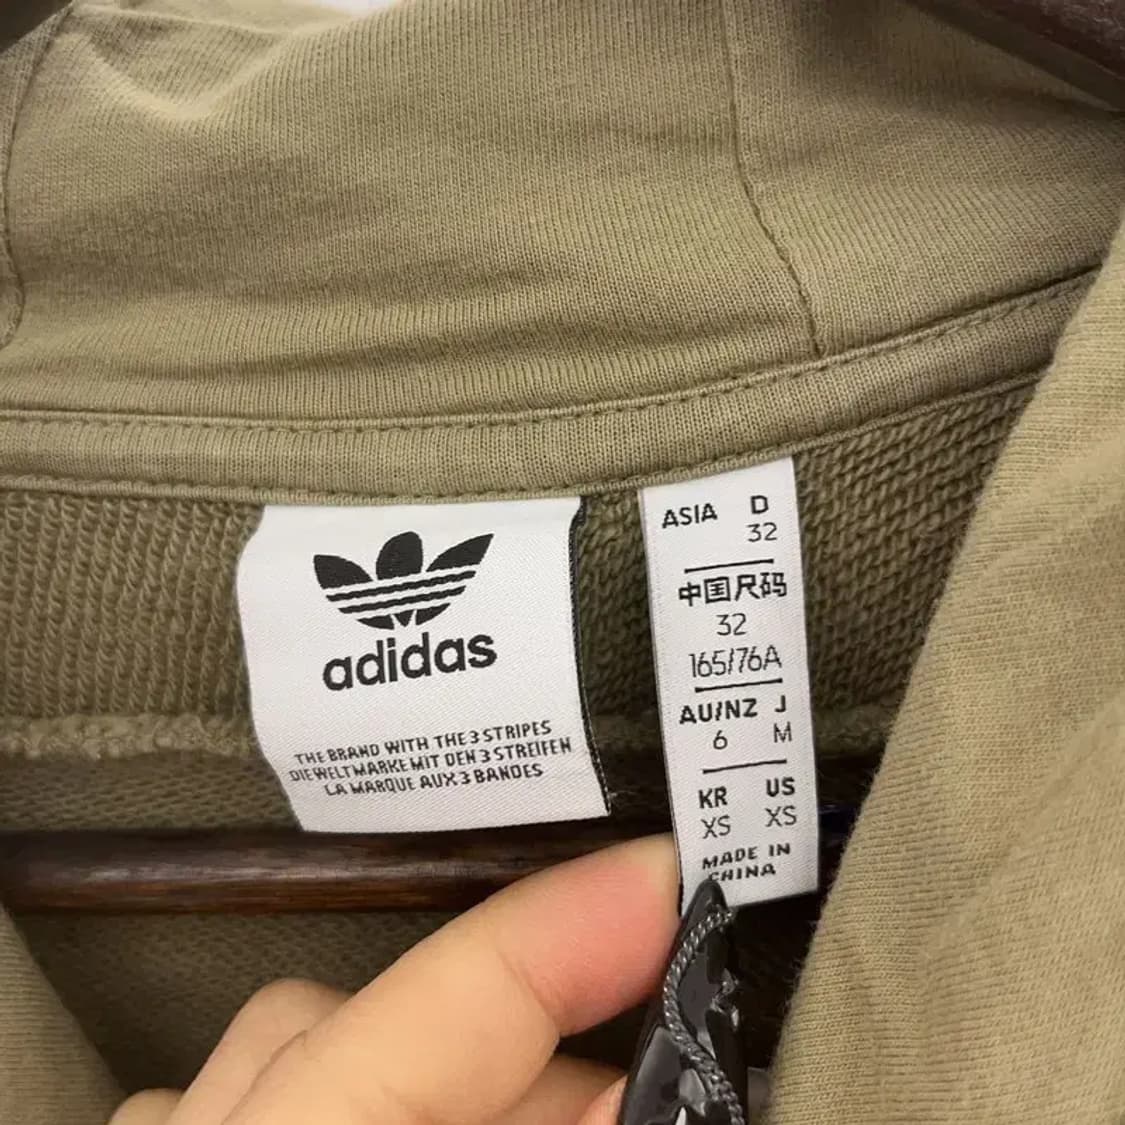 adidas
THE BRAND WITH THE 3 STRIPES
DIE WELTMARKE MIT DEN 3 STREIFEN
LA MARQUE AUX 3 BANDES
ASIA D
32
中国尺码
32
165/76A
AU/NZ J
6 M
KR US
XS XS
MADE IN
CHINA